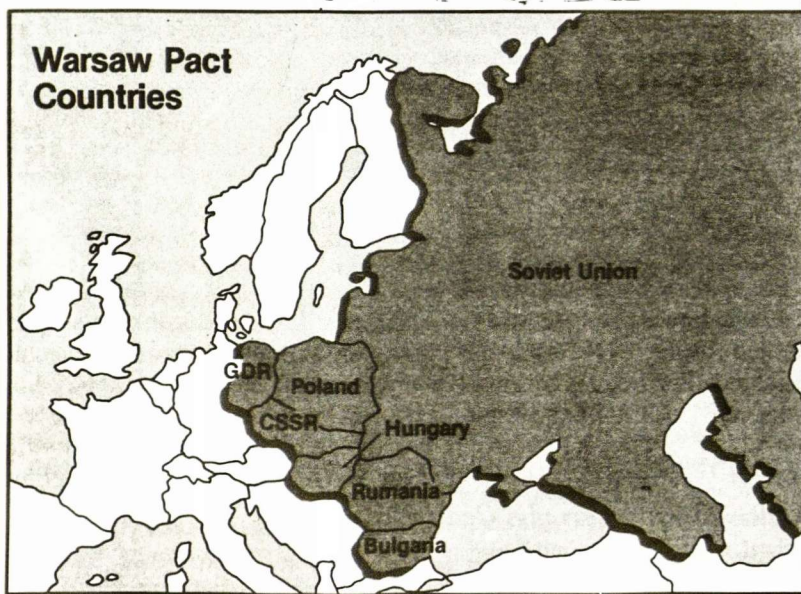 Warsaw Pact
Countries
Soviet Union
GDR
Poland
CSSR
Hungary
Rumania
Bulgaria